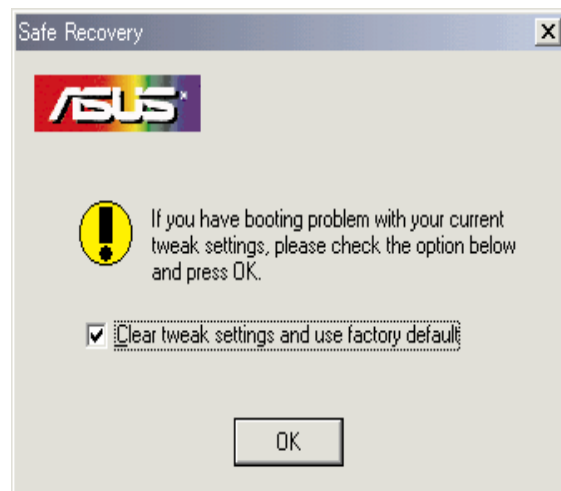 Safe Recovery
ASUS
If you have booting problem with your current
tweak settings, please check the option below
and press OK.
Clear tweak settings and use factory default
OK